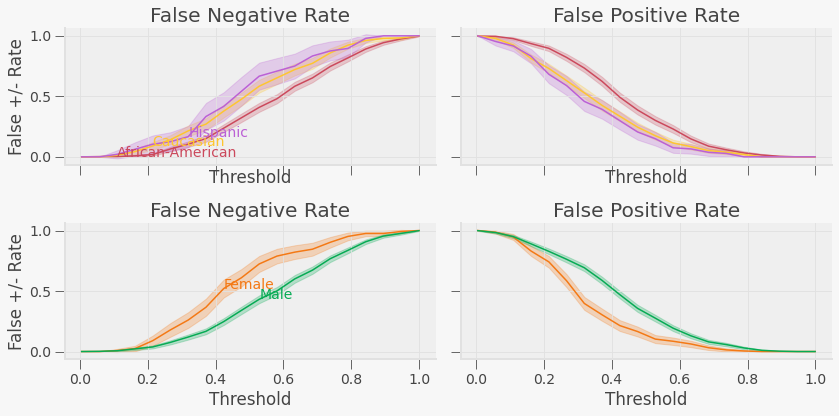 False Negative Rate
False Positive Rate
False +/- Rate
1.0
0.5
0.0
Hispanic
Caucasian
African-American
Threshold
Threshold
False Negative Rate
False Positive Rate
False +/- Rate
1.0
0.5
0.0
Female
Male
0.0 0.2 0.4 0.6 0.8 1.0
0.0 0.2 0.4 0.6 0.8 1.0
Threshold
Threshold